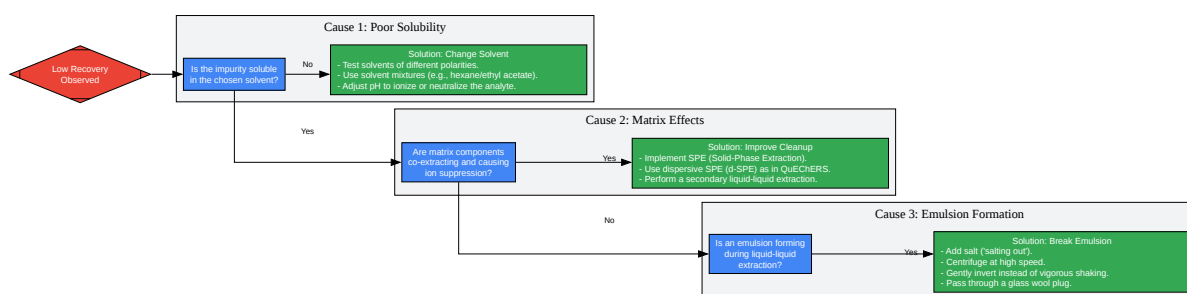 Cause 1: Poor Solubility
Low Recovery
Observed
Is the impurity soluble
in the chosen solvent?
No
Solution: Change Solvent
- Test solvents of different polarities.
- Use solvent mixtures (e.g., hexane/ethyl acetate).
- Adjust pH to ionize or neutralize the analyte.
Yes
Cause 2: Matrix Effects
Are matrix components
co-extracting and causing
ion suppression?
Yes
Solution: Improve Cleanup
- Implement SPE (Solid-Phase Extraction).
- Use dispersive SPE (d-SPE) as in QuEChERS.
- Perform a secondary liquid-liquid extraction.
No
Cause 3: Emulsion Formation
Is an emulsion forming
during liquid-liquid
extraction?
Yes
Solution: Break Emulsion
- Add salt ('salting out').
- Centrifuge at high speed.
- Gently invert instead of vigorous shaking.
- Pass through a glass wool plug.